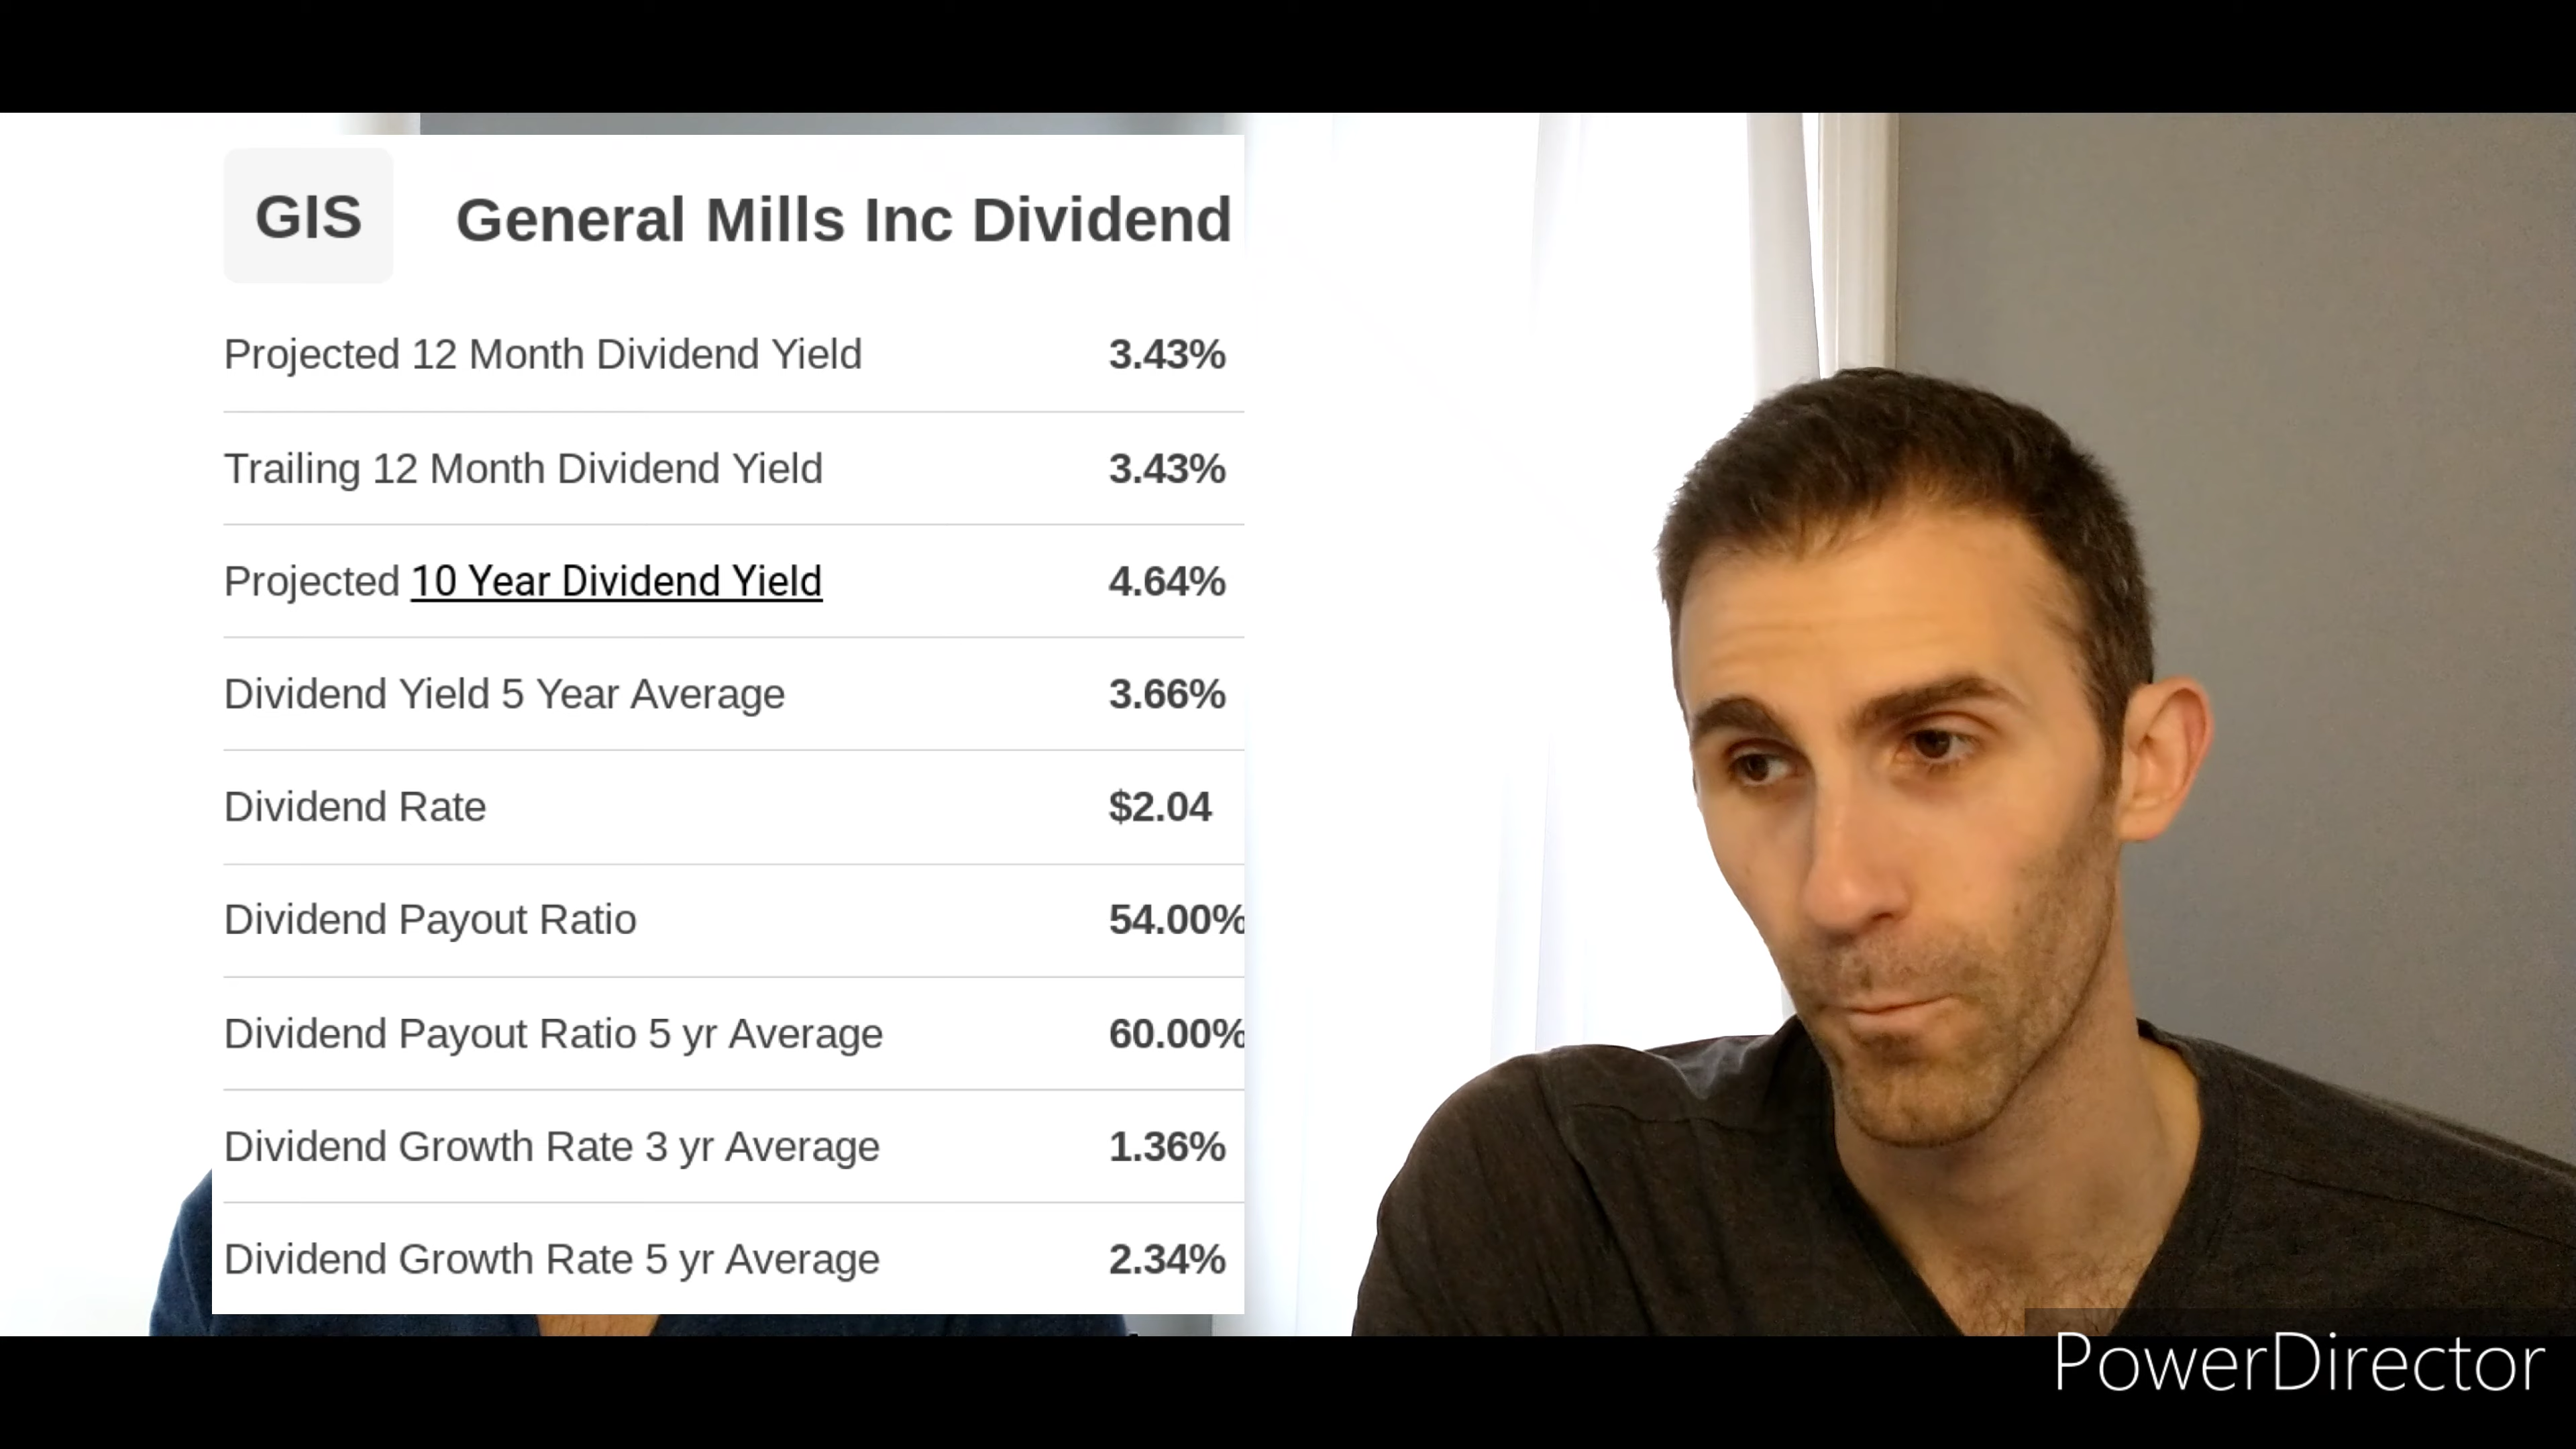 GIS General Mills Inc Dividend
Projected 12 Month Dividend Yield 3.43%
Trailing 12 Month Dividend Yield 3.43%
Projected 10 Year Dividend Yield 4.64%
Dividend Yield 5 Year Average 3.66%
Dividend Rate $2.04
Dividend Payout Ratio 54.00%
Dividend Payout Ratio 5 yr Average 60.00%
Dividend Growth Rate 3 yr Average 1.36%
Dividend Growth Rate 5 yr Average 2.34%
PowerDirector